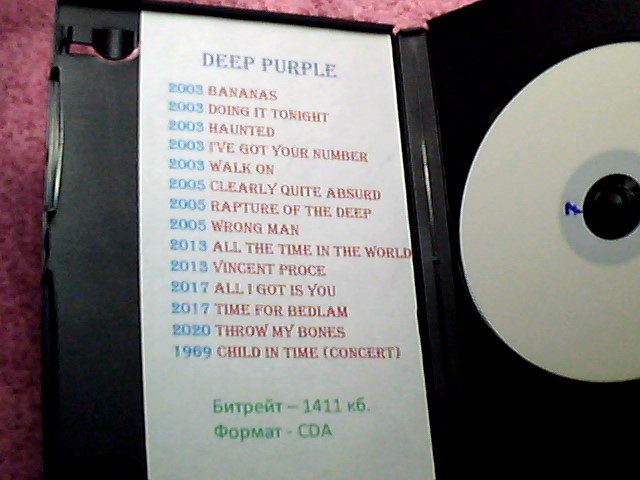 DEEP PURPLE
2003 BANANAS
2003 DOING IT TONIGHT
2003 HAUNTED
2003 I'VE GOT YOUR NUMBER
2003 WALK ON
2005 CLEARLY QUITE ABSURD
2005 RAPTURE OF THE DEEP
2005 WRONG MAN
2013 ALL THE TIME IN THE WORLD
2013 VINCENT PROCE
2017 ALL I GOT IS YOU
2017 TIME FOR BEDLAM
2020 THROW MY BONES
1969 CHILD IN TIME (CONCERT)
Битрейт – 1411 кб.
Формат - CDA
7